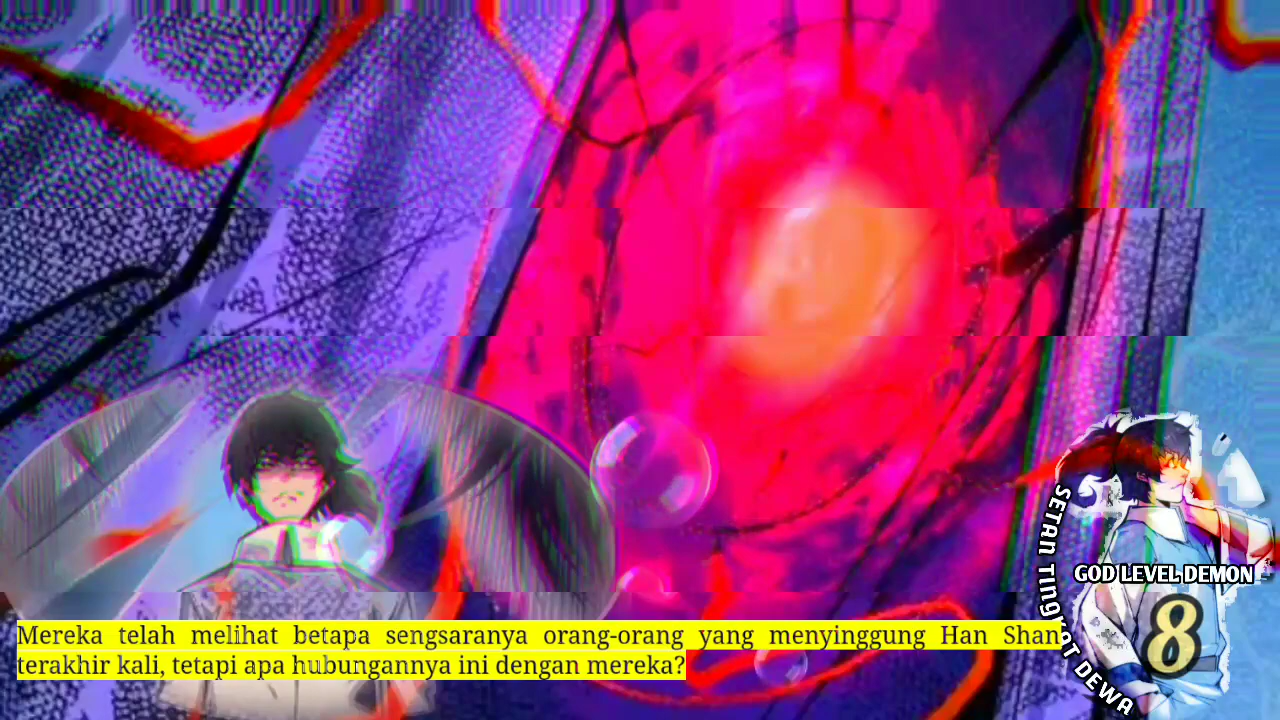 Mereka telah melihat betapa sengsaranya orang-orang yang menyinggung Han Shan
terakhir kali, tetapi apa hubungannya ini dengan mereka?
SETAN TINGKAT DEWA
GOD LEVEL DEMON
8